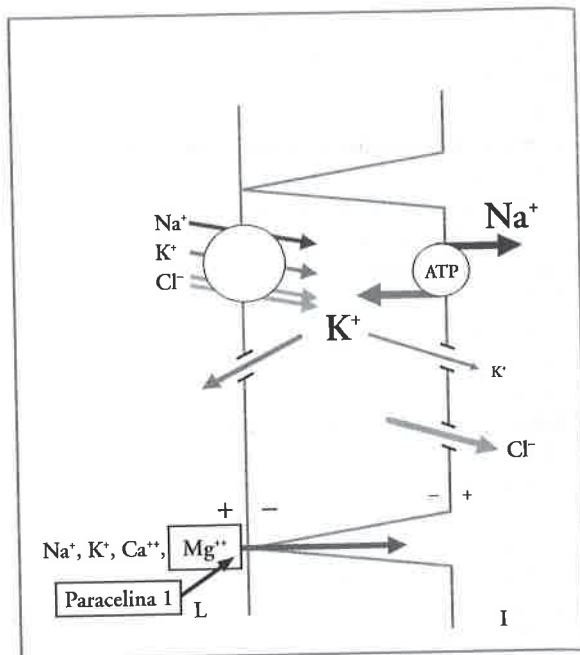 Na⁺
K⁺
Cl⁻
Na⁺
ATP
K⁺
K⁺
Cl⁻
+ −
− +
Na⁺, K⁺, Ca⁺⁺, Mg⁺⁺
Paracelina 1
L
I